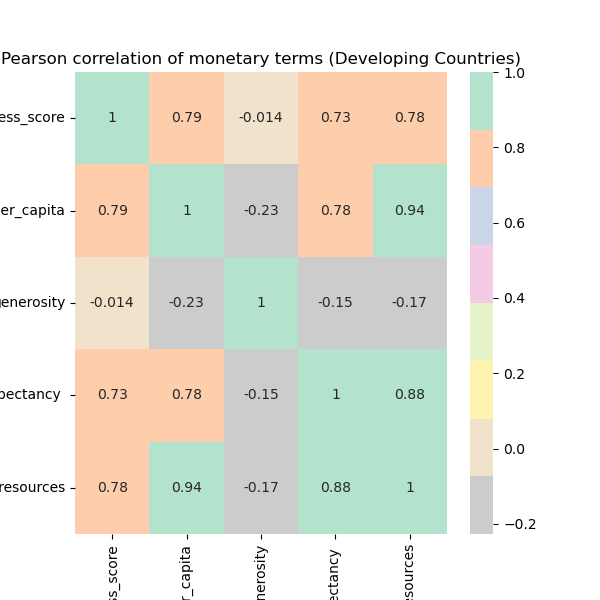 Pearson correlation of monetary terms (Developing Countries)
ess_score 1 0.79 -0.014 0.73 0.78
er_capita 0.79 1 -0.23 0.78 0.94
generosity -0.014 -0.23 1 -0.15 -0.17
pectancy 0.73 0.78 -0.15 1 0.88
resources 0.78 0.94 -0.17 0.88 1
ss_score
r_capita
nerosity
ectancy
sources
1.0
0.8
0.6
0.4
0.2
0.0
−0.2